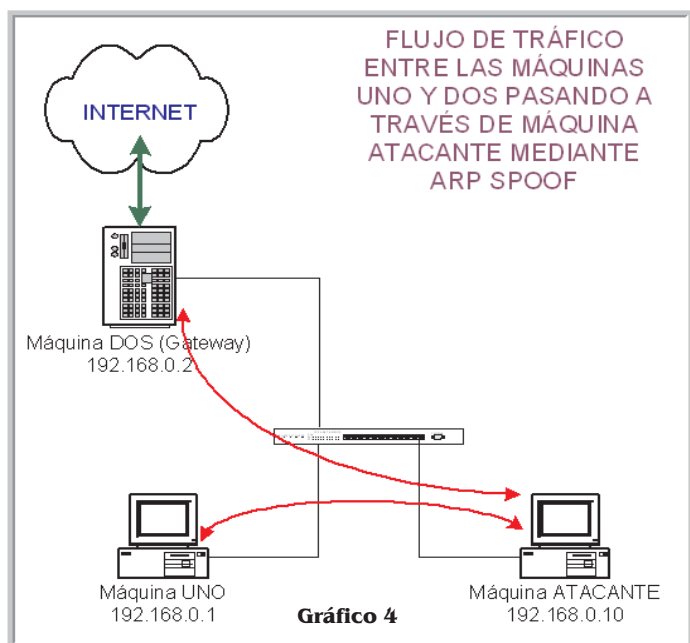 FLUJO DE TRÁFICO
ENTRE LAS MÁQUINAS
UNO Y DOS PASANDO A
TRAVÉS DE MÁQUINA
ATACANTE MEDIANTE
ARP SPOOF
INTERNET
Máquina DOS (Gateway)
192.168.0.2
Máquina UNO
192.168.0.1
Gráfico 4
Máquina ATACANTE
192.168.0.10